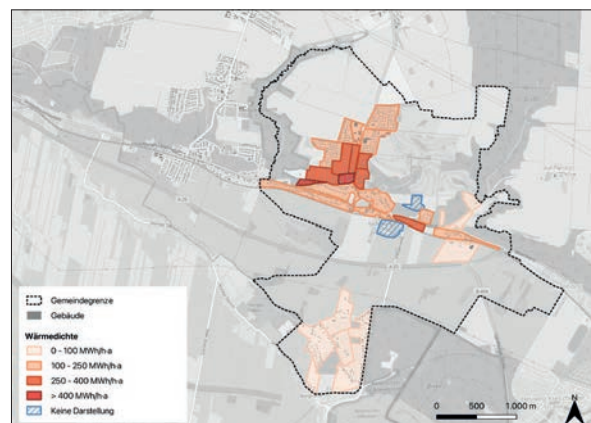 Gemeindegrenze
Gebäude
Wärmedichte
0 - 100 MWh/h·a
100 - 250 MWh/h·a
250 - 400 MWh/h·a
> 400 MWh/h·a
Keine Darstellung
N
0 500 1.000 m